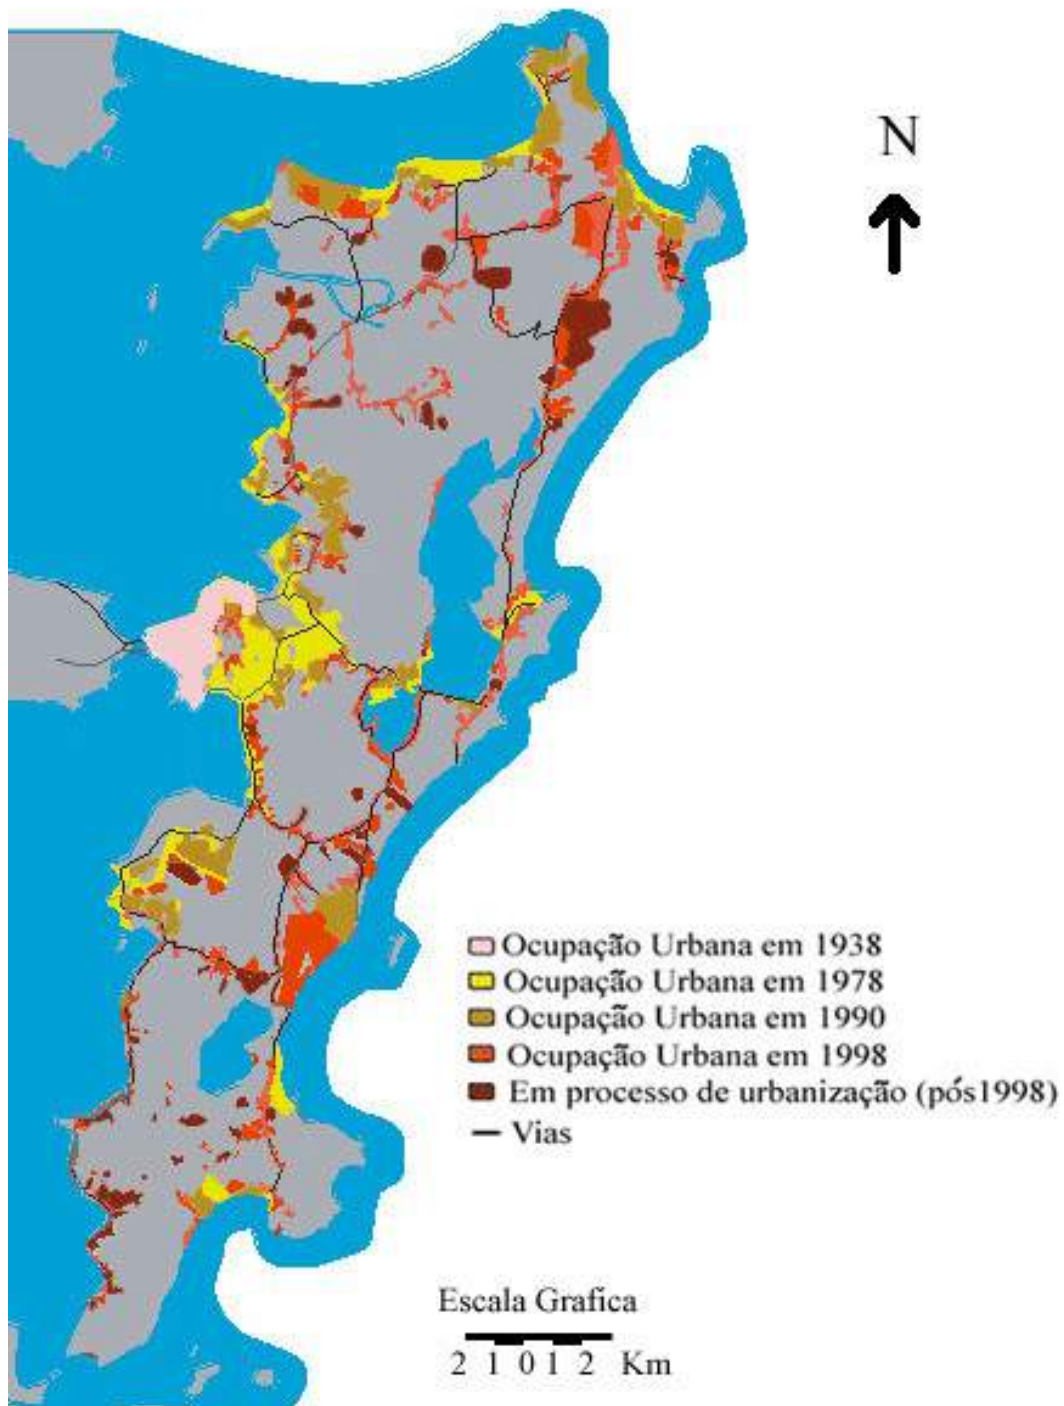 N
Ocupação Urbana em 1938
Ocupação Urbana em 1978
Ocupação Urbana em 1990
Ocupação Urbana em 1998
Em processo de urbanização (pós1998)
Vias
Escala Grafica
2 1 0 1 2 Km